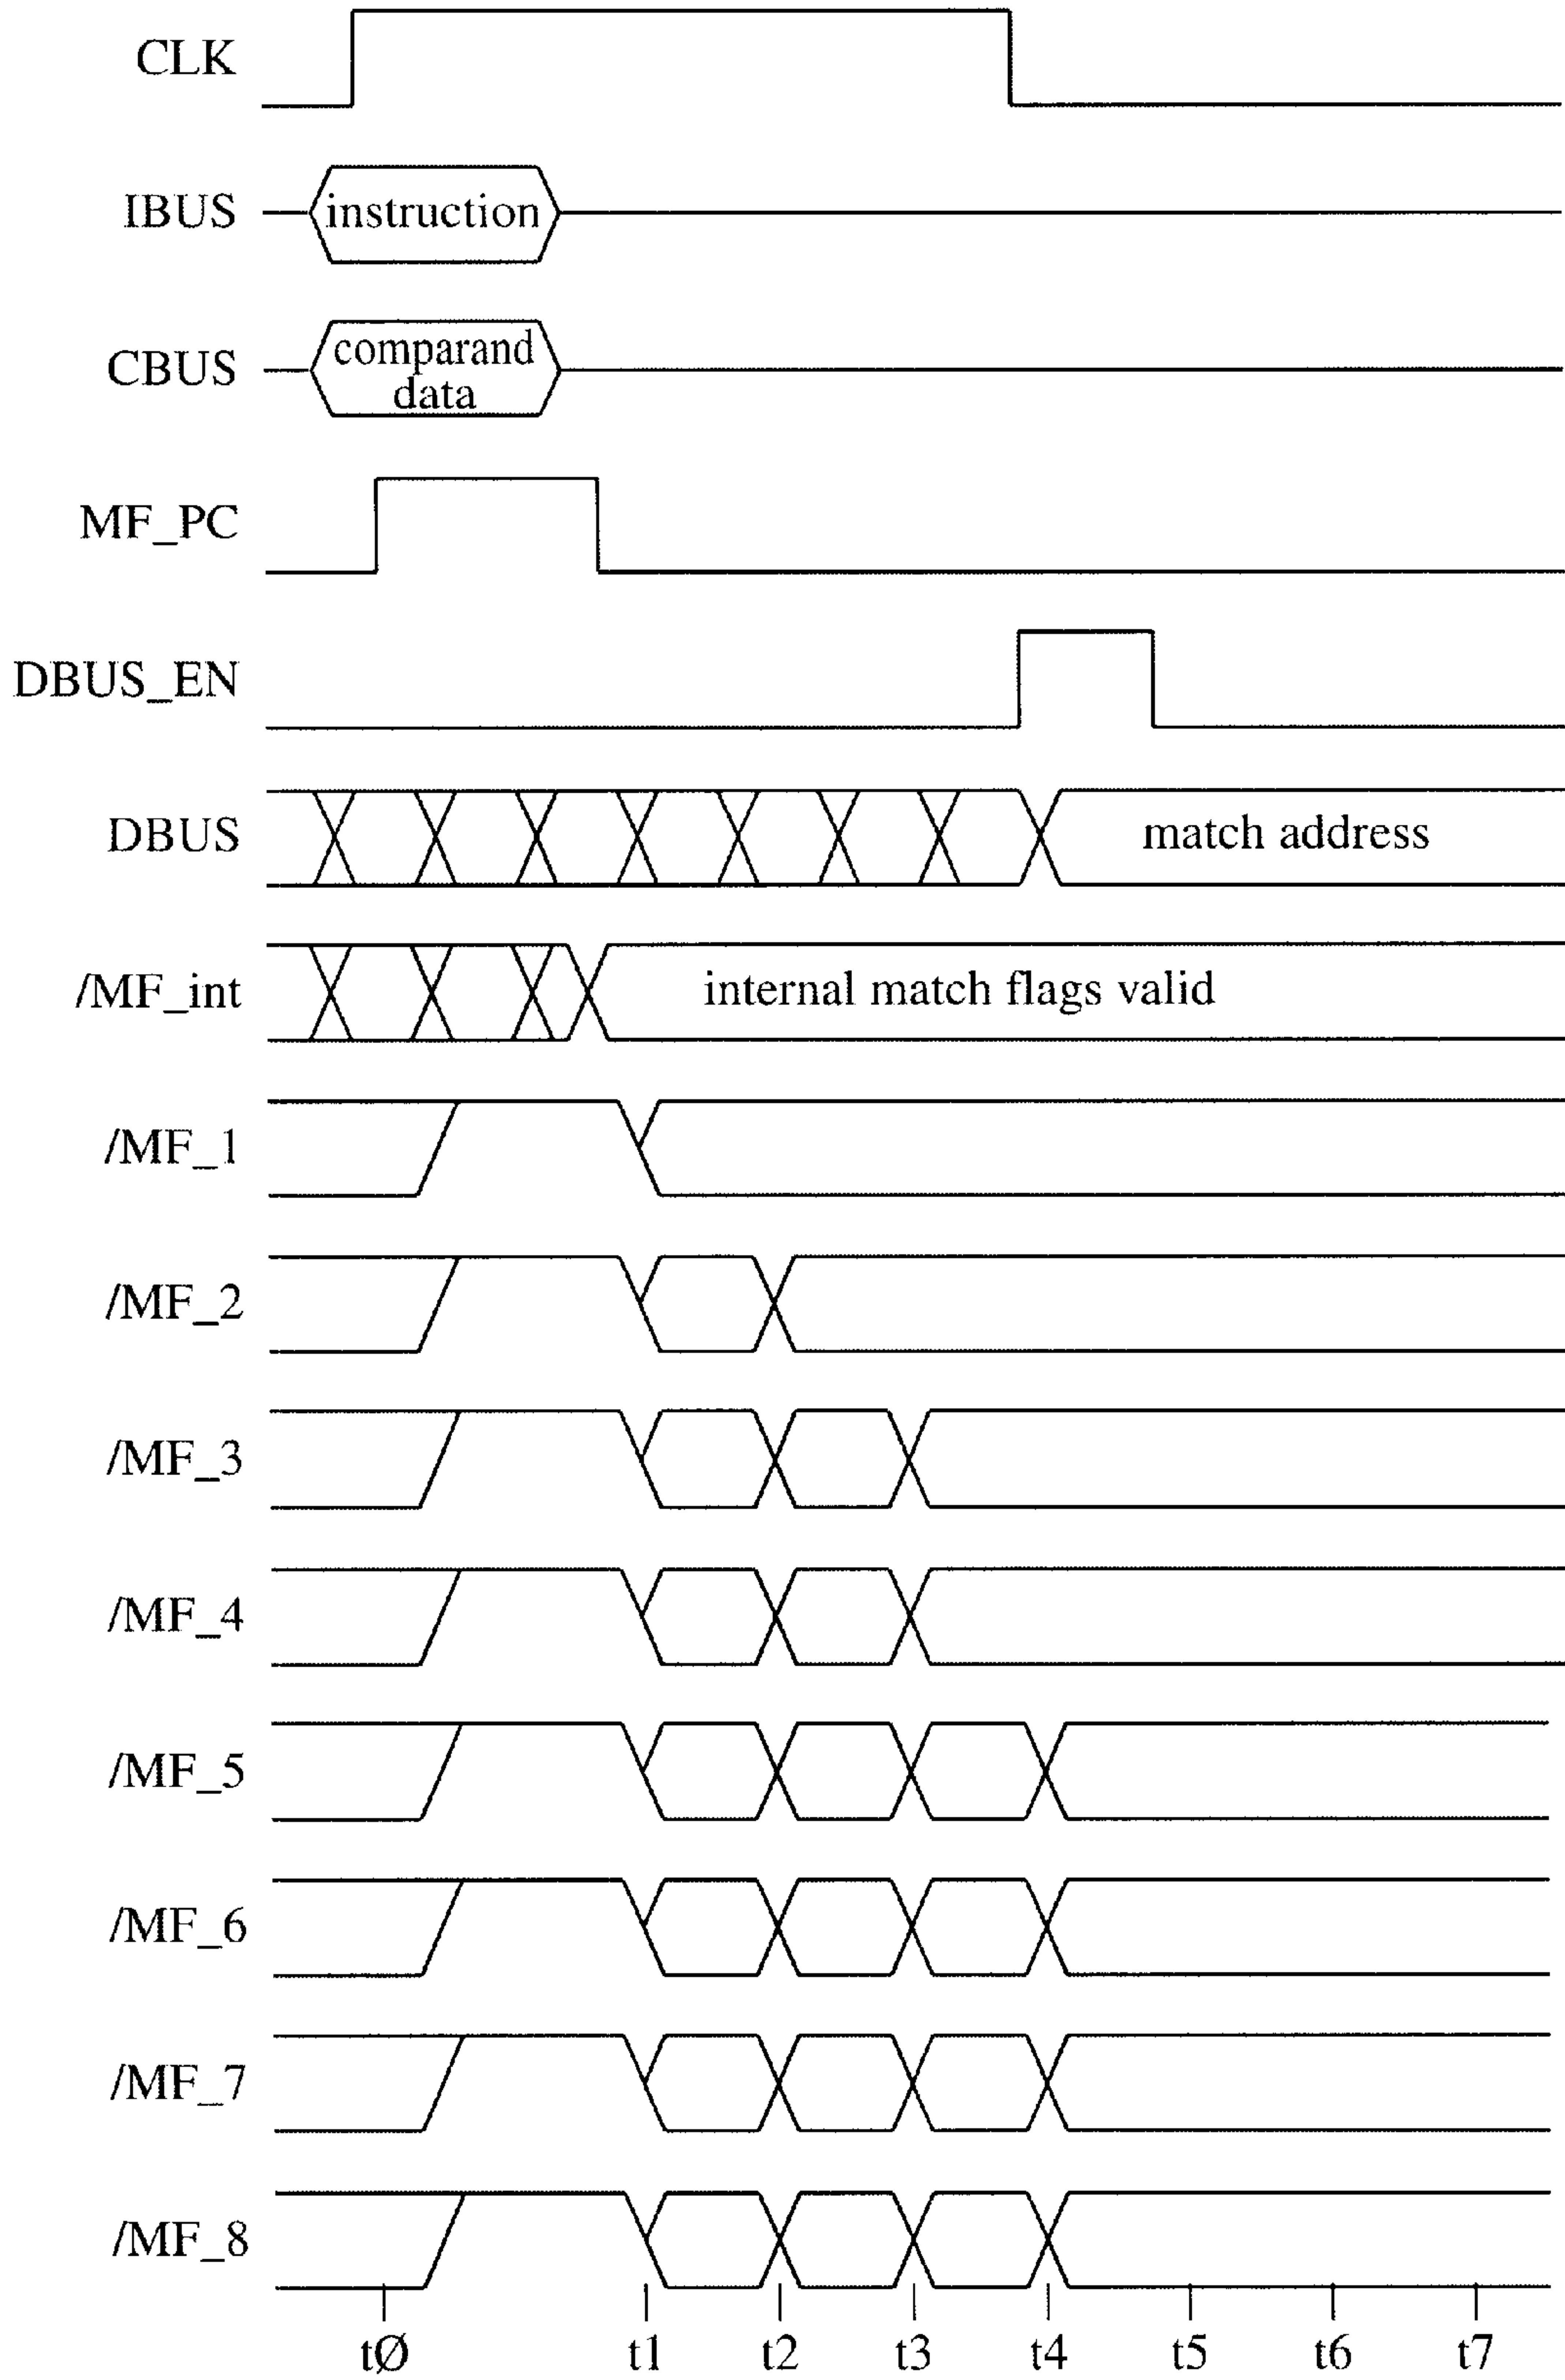 CLK
IBUS
instruction
CBUS
comparand
data
MF_PC
DBUS_EN
DBUS
match address
/MF_int
internal match flags valid
/MF_1
/MF_2
/MF_3
/MF_4
/MF_5
/MF_6
/MF_7
/MF_8
tØ t1 t2 t3 t4 t5 t6 t7